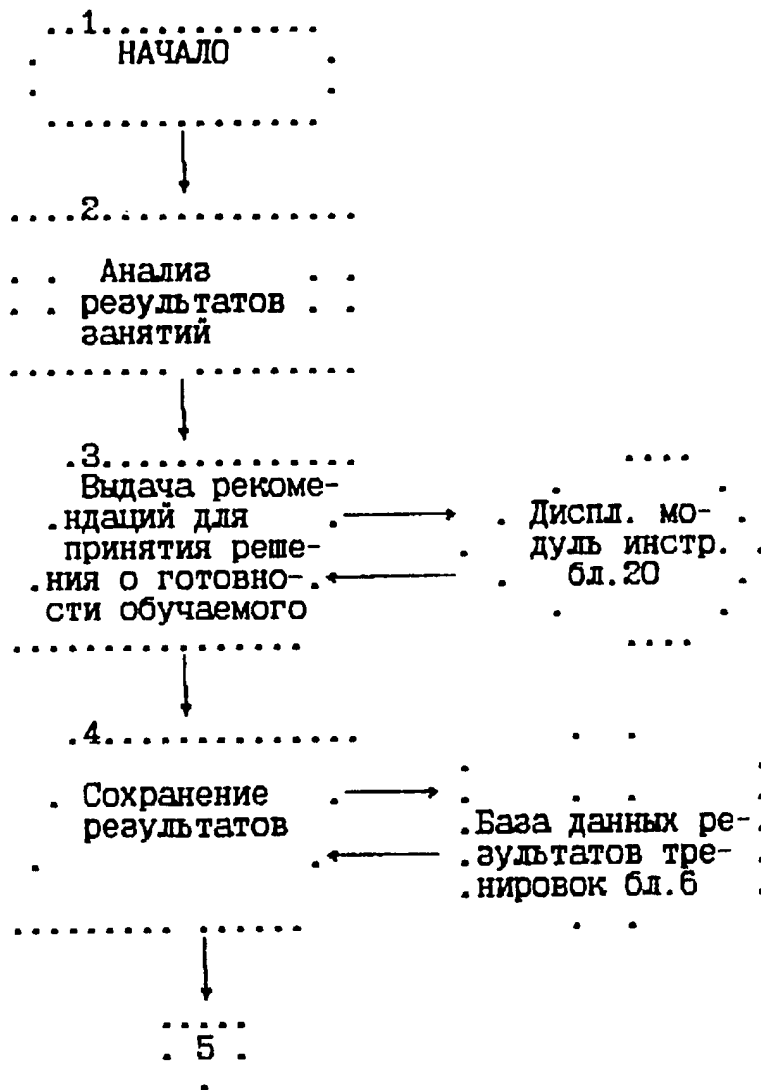 1
НАЧАЛО
2
Анализ
результатов
занятий
3
Выдача рекоме-
ндаций для
принятия реше-
ния о готовно-
сти обучаемого
Диспл. мо-
дуль инстр.
бл.20
4
Сохранение
результатов
База данных ре-
зультатов тре-
нировок бл.6
5